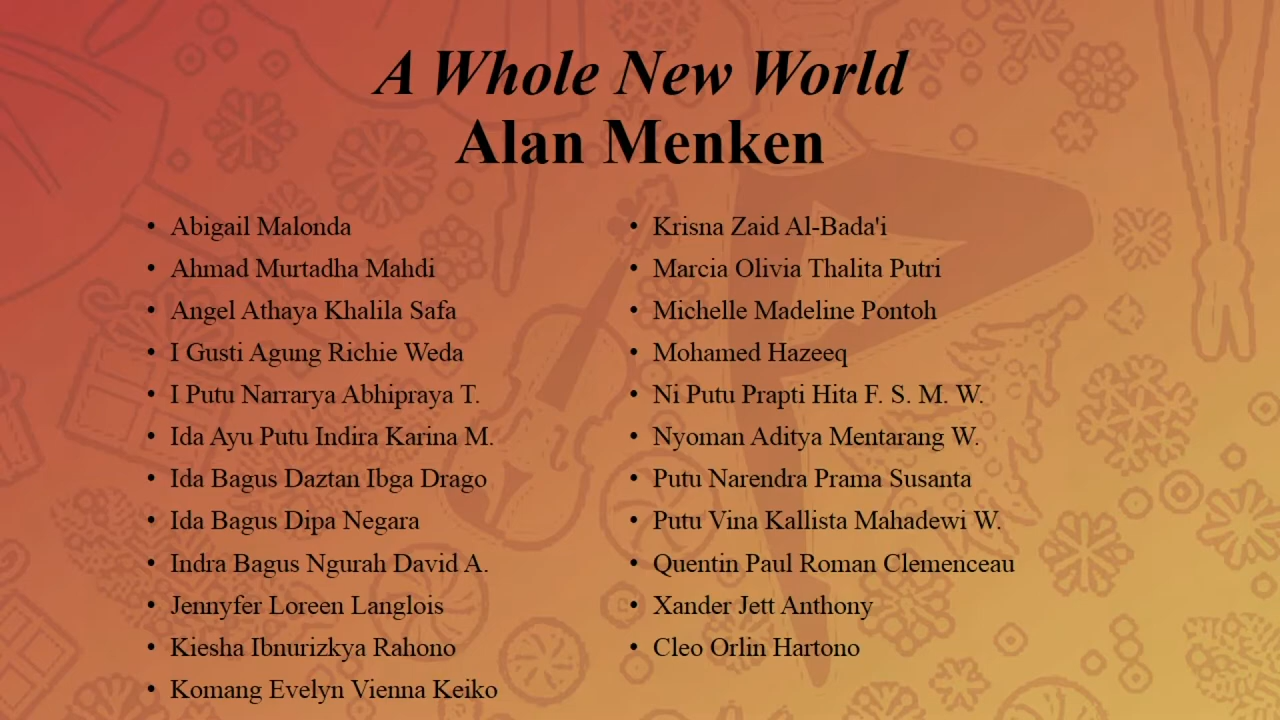 A Whole New World
Alan Menken
• Abigail Malonda
• Ahmad Murtadha Mahdi
• Angel Athaya Khalila Safa
• I Gusti Agung Richie Weda
• I Putu Narrarya Abhipraya T.
• Ida Ayu Putu Indira Karina M.
• Ida Bagus Daztan Ibga Drago
• Ida Bagus Dipa Negara
• Indra Bagus Ngurah David A.
• Jennyfer Loreen Langlois
• Kiesha Ibnurizkya Rahono
• Komang Evelyn Vienna Keiko
• Krisna Zaid Al-Bada'i
• Marcia Olivia Thalita Putri
• Michelle Madeline Pontoh
• Mohamed Hazeeq
• Ni Putu Prapti Hita F. S. M. W.
• Nyoman Aditya Mentarang W.
• Putu Narendra Prama Susanta
• Putu Vina Kallista Mahadewi W.
• Quentin Paul Roman Clemenceau
• Xander Jett Anthony
• Cleo Orlin Hartono